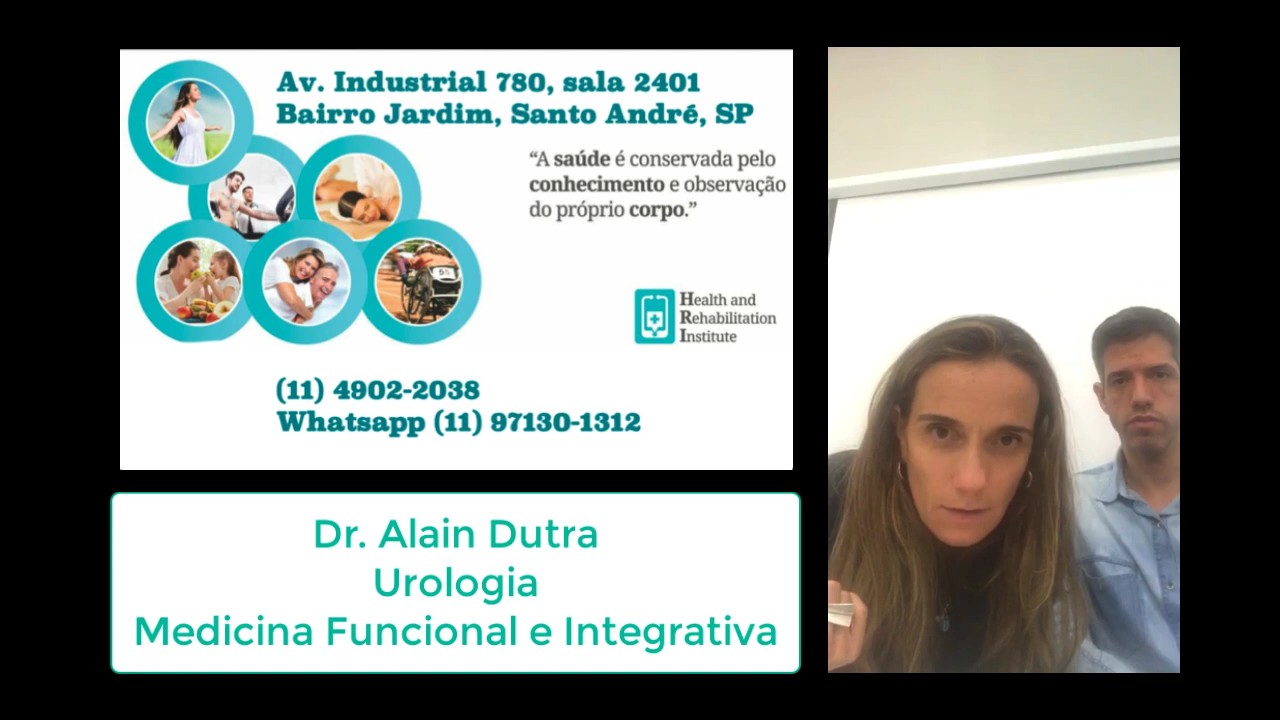 Av. Industrial 780, sala 2401
Bairro Jardim, Santo André, SP
“A saúde é conservada pelo
conhecimento e observação
do próprio corpo.”
Health and
Rehabilitation
Institute
(11) 4902-2038
Whatsapp (11) 97130-1312
Dr. Alain Dutra
Urologia
Medicina Funcional e Integrativa